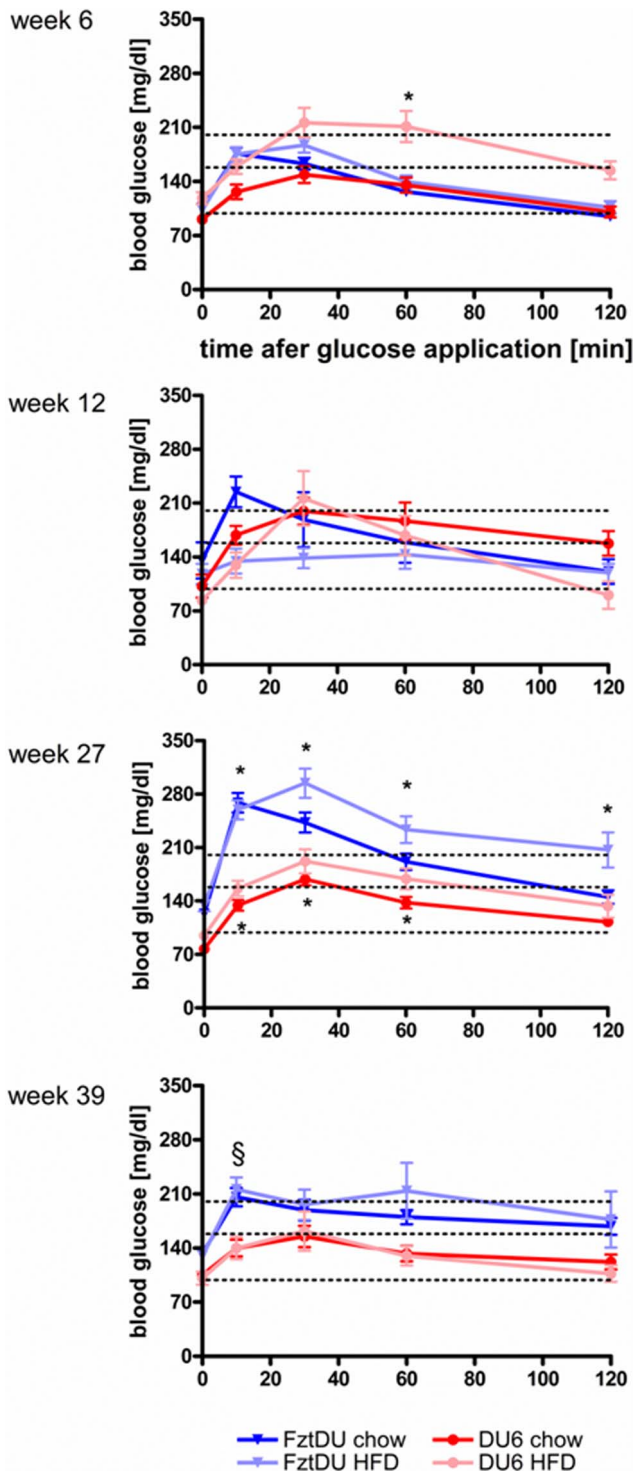 week 6
blood glucose [mg/dl]
350
280
210
140
70
0
*
0 20 40 60 80 100 120
time afer glucose application [min]
week 12
blood glucose [mg/dl]
350
280
210
140
70
0
0 20 40 60 80 100 120
week 27
blood glucose [mg/dl]
350
280
210
140
70
0
* * * *
* * *
0 20 40 60 80 100 120
week 39
blood glucose [mg/dl]
350
280
210
140
70
0
§
0 20 40 60 80 100 120
FztDU chow DU6 chow
FztDU HFD DU6 HFD